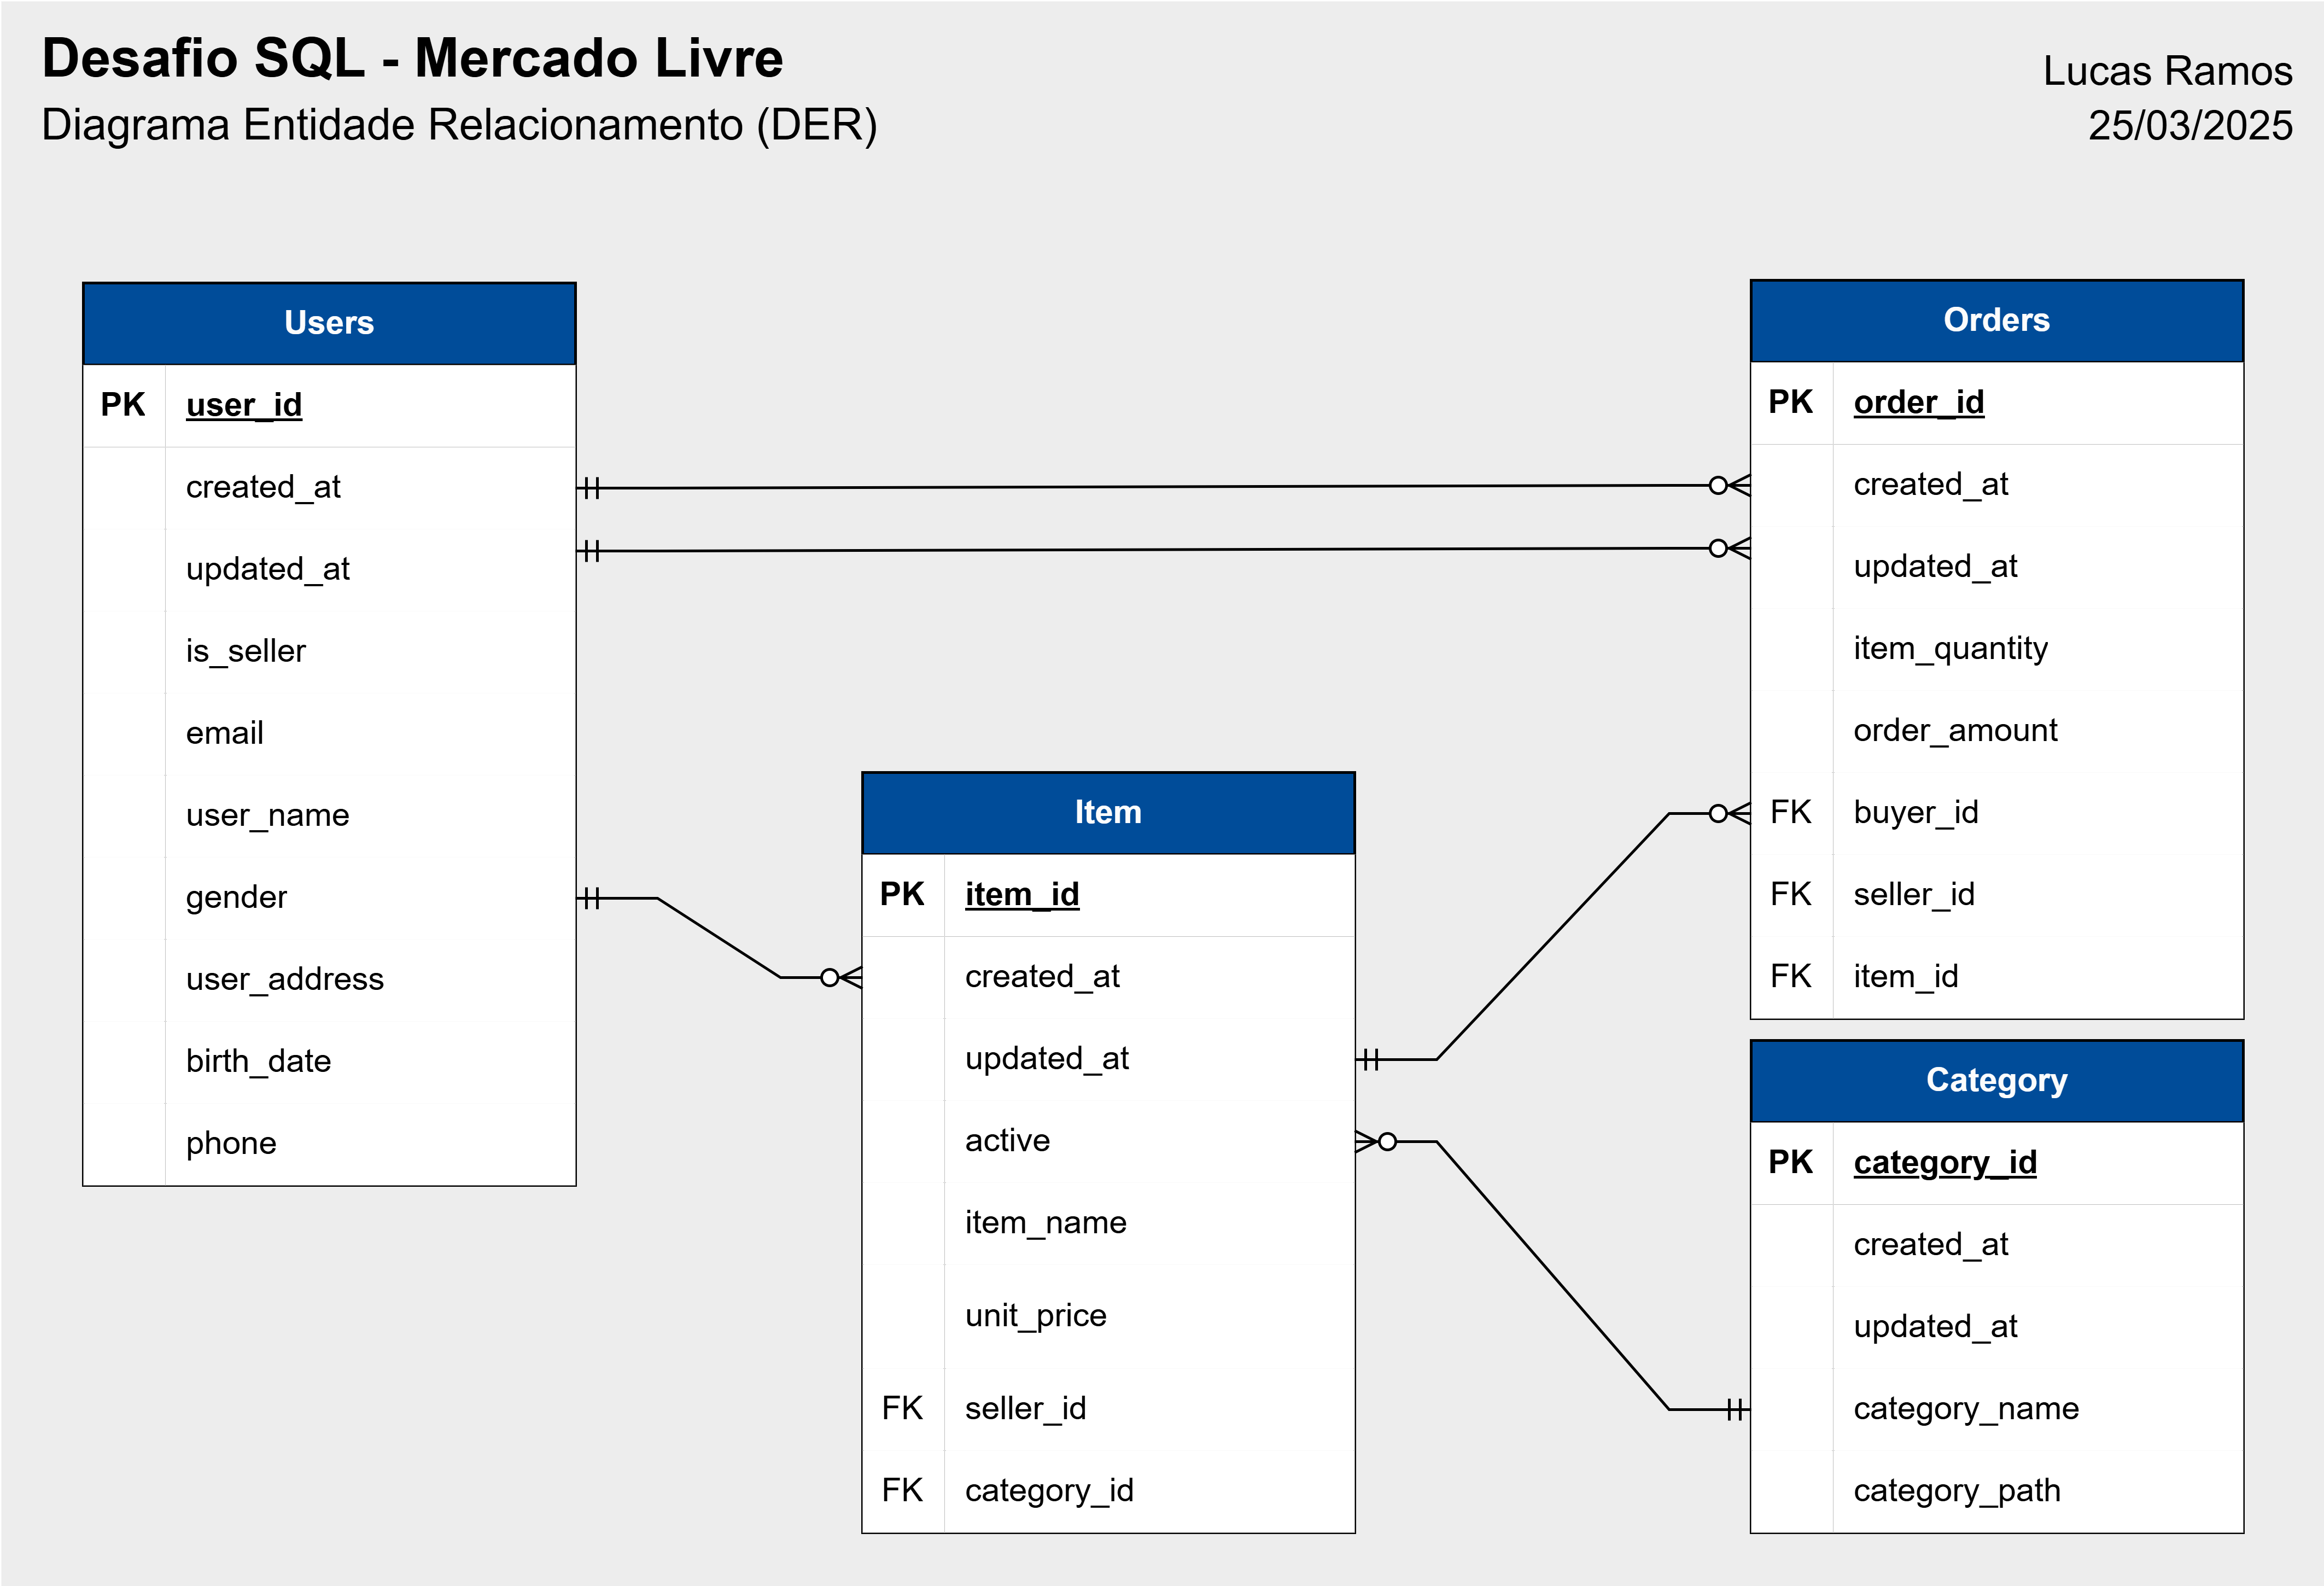 Desafio SQL - Mercado Livre
Diagrama Entidade Relacionamento (DER)
Lucas Ramos
25/03/2025
Users
PK user_id
created_at
updated_at
is_seller
email
user_name
gender
user_address
birth_date
phone
Item
PK item_id
created_at
updated_at
active
item_name
unit_price
FK seller_id
FK category_id
Orders
PK order_id
created_at
updated_at
item_quantity
order_amount
FK buyer_id
FK seller_id
FK item_id
Category
PK category_id
created_at
updated_at
category_name
category_path